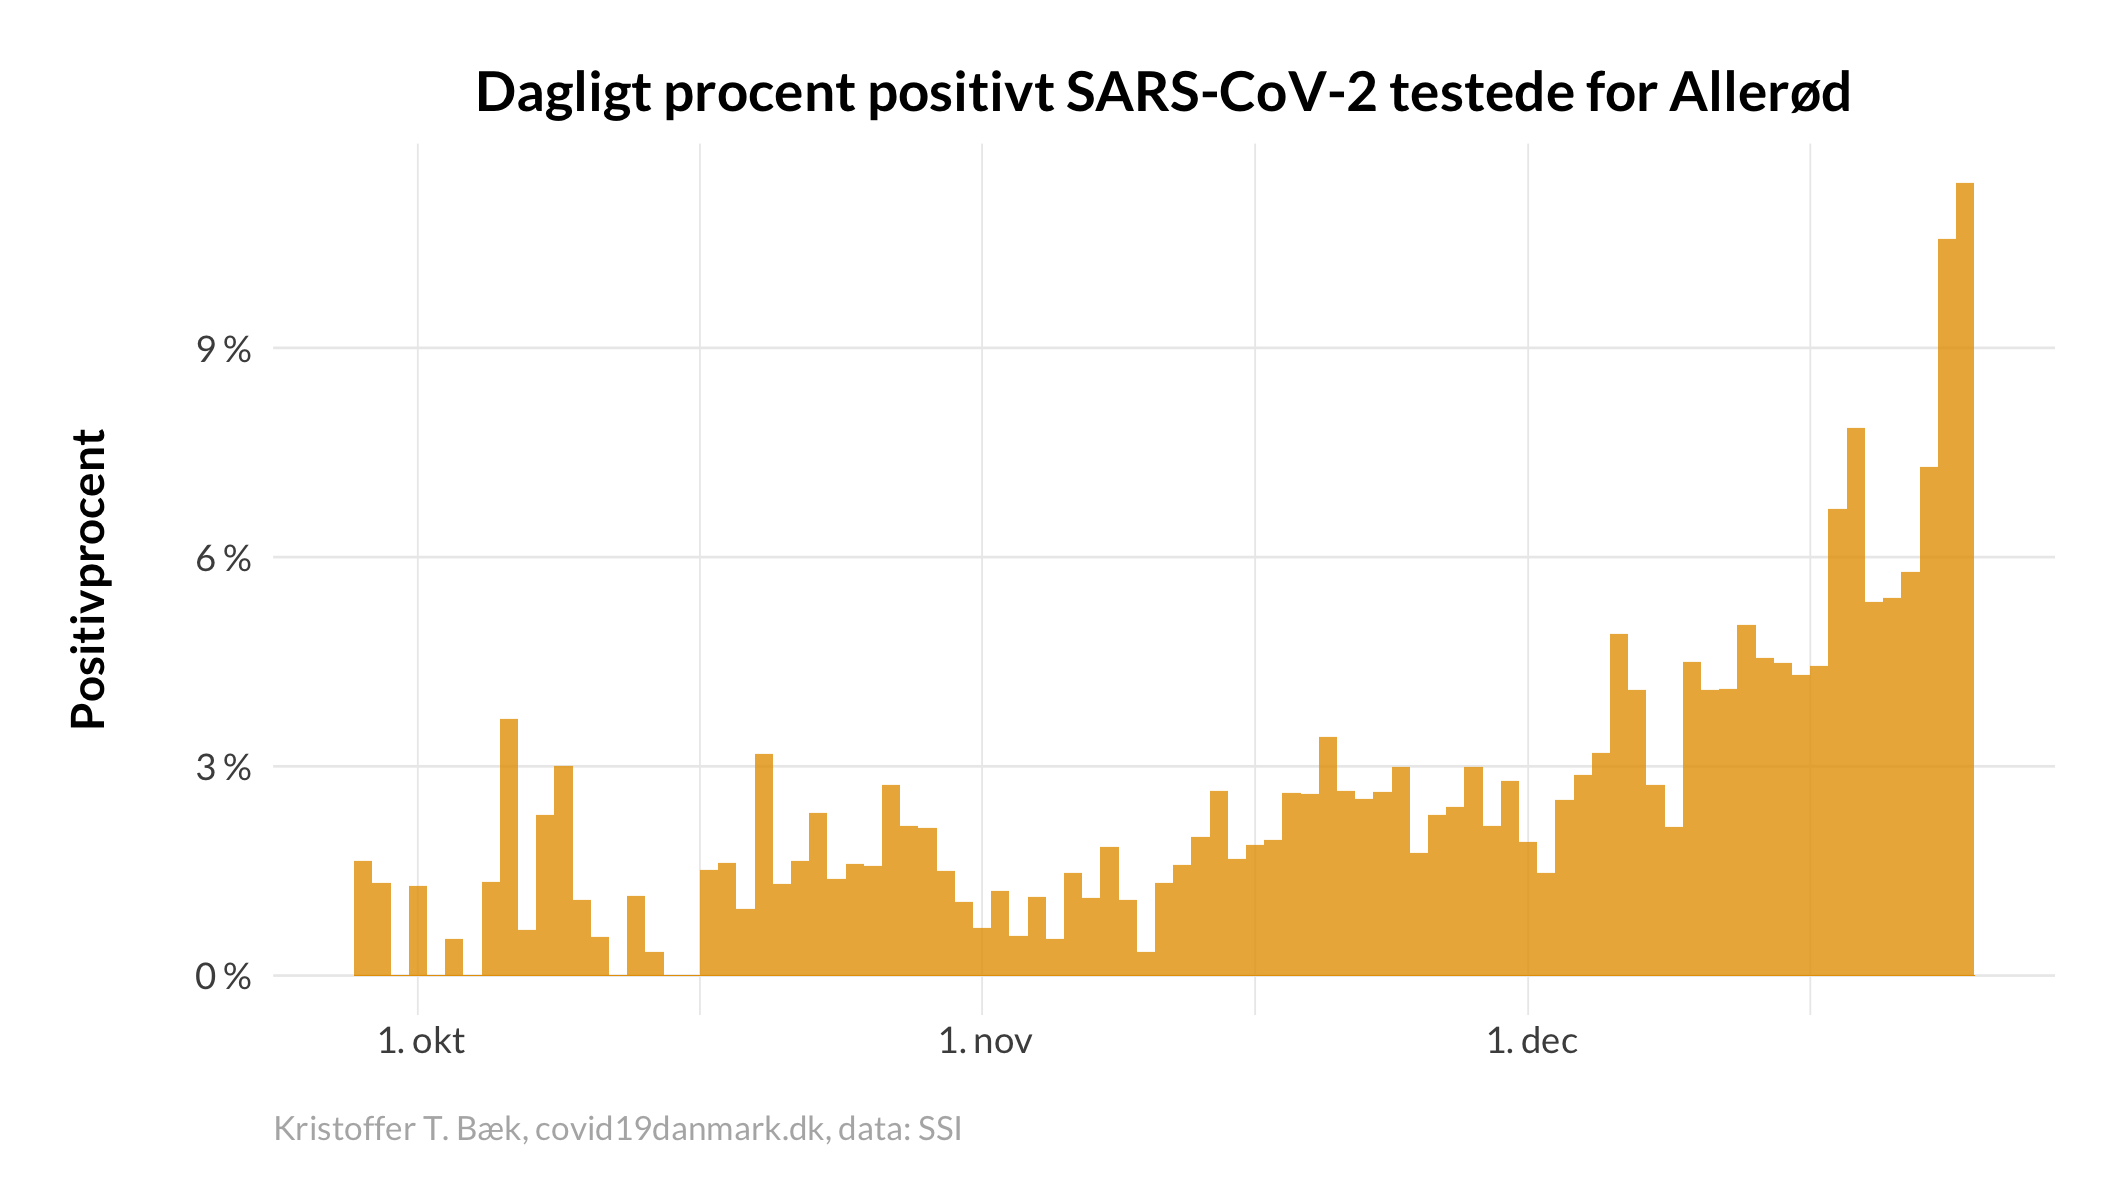 Dagligt procent positivt SARS-CoV-2 testede for Allerød
Positivprocent
9 %
6 %
3 %
0 %
1. okt
1. nov
1. dec
Kristoffer T. Bæk, covid19danmark.dk, data: SSI